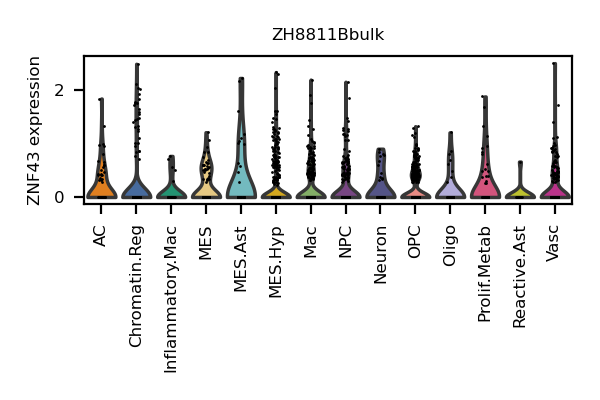 ZH8811Bbulk
ZNF43 expression
2
0
AC
Chromatin.Reg
Inflammatory.Mac
MES
MES.Ast
MES.Hyp
Mac
NPC
Neuron
OPC
Oligo
Prolif.Metab
Reactive.Ast
Vasc